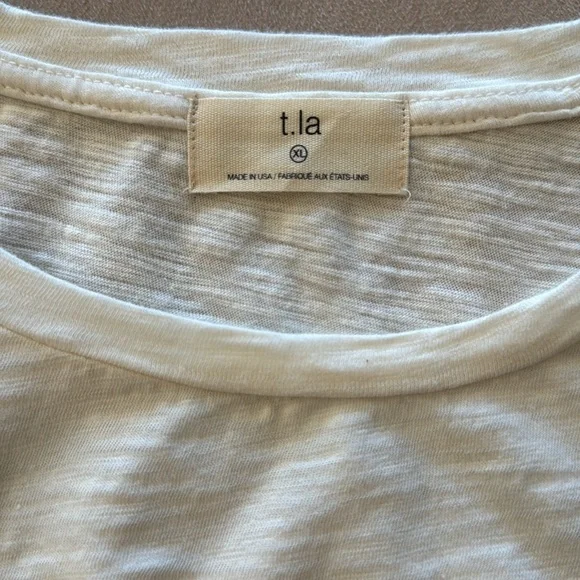 t.la
XL
MADE IN USA / FABRIQUÉ AUX ÉTATS-UNIS